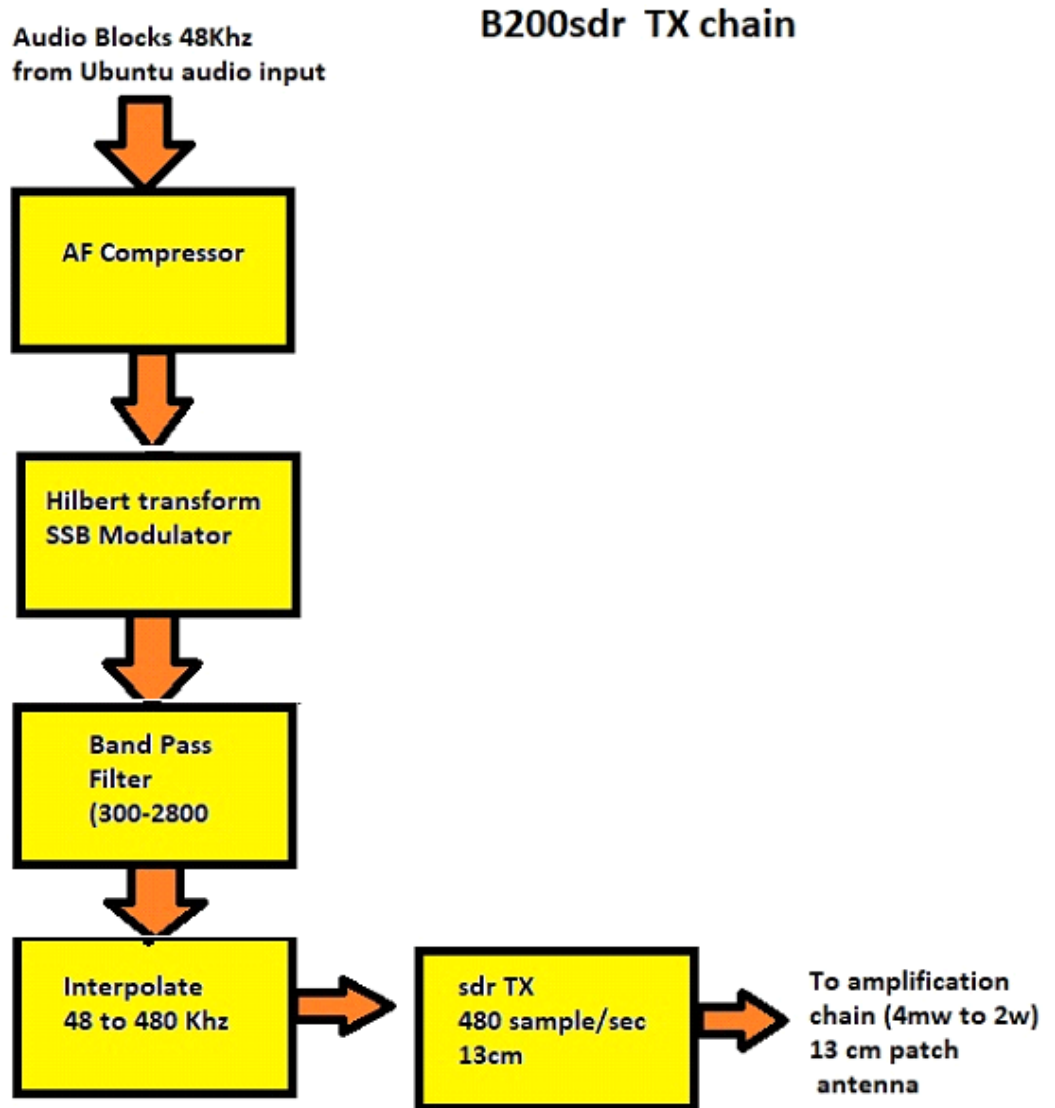 B200sdr TX chain
Audio Blocks 48Khz
from Ubuntu audio input
AF Compressor
Hilbert transform
SSB Modulator
Band Pass
Filter
(300-2800
Interpolate
48 to 480 Khz
sdr TX
480 sample/sec
13cm
To amplification
chain (4mw to 2w)
13 cm patch
antenna